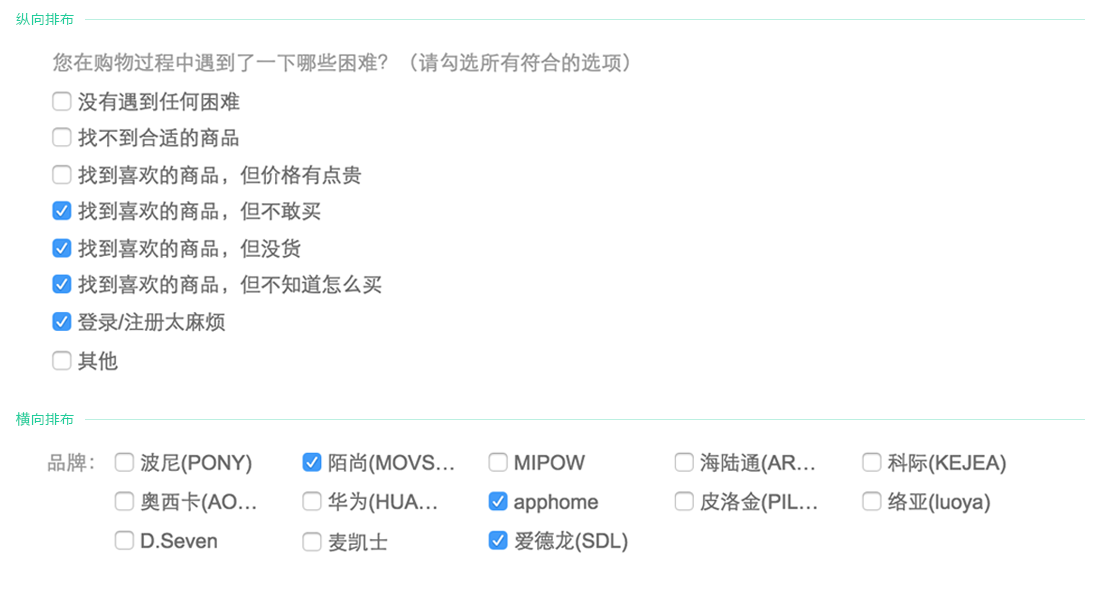 纵向排布
您在购物过程中遇到了一下哪些困难？（请勾选所有符合的选项）
没有遇到任何困难
找不到合适的商品
找到喜欢的商品，但价格有点贵
找到喜欢的商品，但不敢买
找到喜欢的商品，但没货
找到喜欢的商品，但不知道怎么买
登录/注册太麻烦
其他
横向排布
品牌： 波尼(PONY) 陌尚(MOVS... MIPOW 海陆通(AR... 科际(KEJEA)
奥西卡(AO... 华为(HUA... apphome 皮洛金(PIL... 络亚(luoya)
D.Seven 麦凯士 爱德龙(SDL)